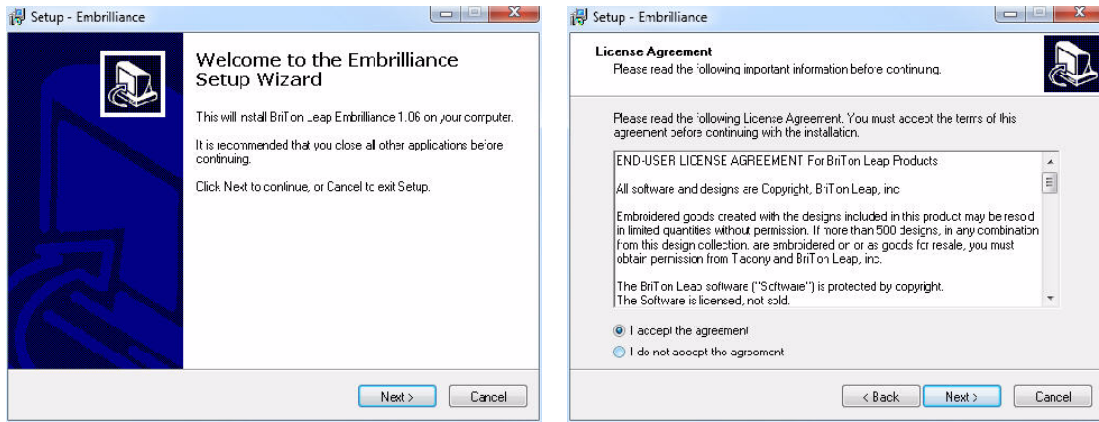 Setup - Embrilliance
Welcome to the Embrilliance
Setup Wizard
This will install BriTon Leap Embrilliance 1.06 on your computer.
It is recommended that you close all other applications before
continuing.
Click Next to continue, or Cancel to exit Setup.
Next >
Cancel
Setup - Embrilliance
License Agreement
Please read the following important information before continuing.
Please read the following License Agreement. You must accept the terms of this
agreement before continuing with the installation.
END-USER LICENSE AGREEMENT For BriTon Leap Products
All software and designs are Copyright, BriTon Leap, inc
Embroidered goods created with the designs included in this product may be resold
in limited quantities without permission. If more than 500 designs, in any combination
from this design collection, are embroidered on or as goods for resale, you must
obtain permission from Tacony and BriTon Leap, inc.
The BriTon Leap software ("Software") is protected by copyright.
The Software is licensed, not sold.
I accept the agreement
I do not accept the agreement
< Back
Next >
Cancel